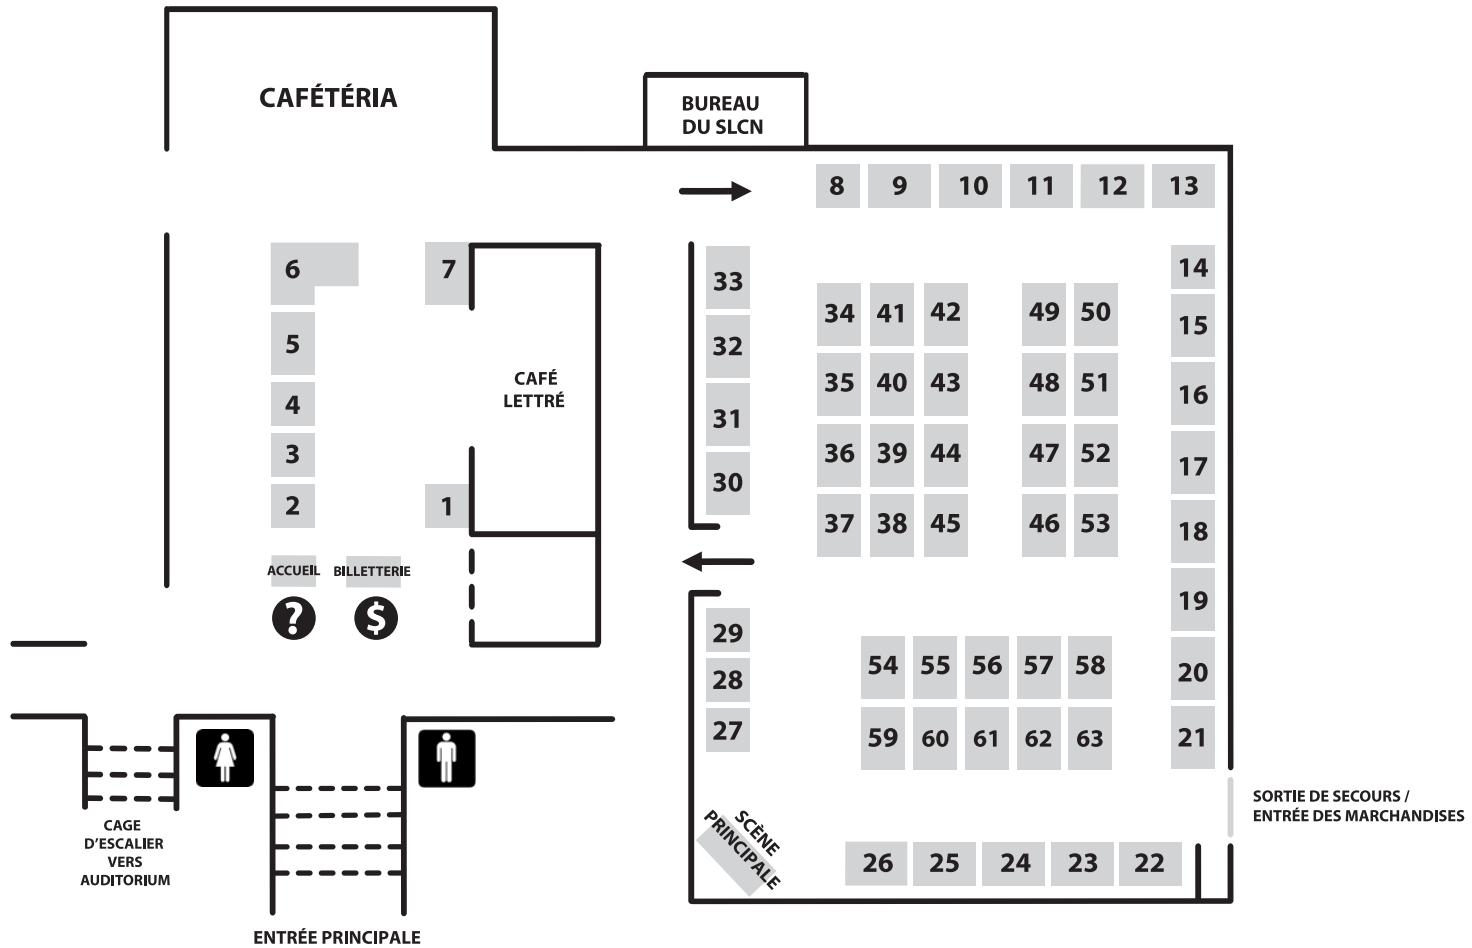 CAFÉTÉRIA
BUREAU
DU SLCN
8 9 10 11 12 13
6 7
5
4
3
2 1
CAFÉ
LETTRÉ
ACCUEIL BILLETTERIE
? $
33
32
31
30
34 41 42 49 50
35 40 43 48 51
36 39 44 47 52
37 38 45 46 53
14
15
16
17
18
19
20
21
29
28
27
54 55 56 57 58
59 60 61 62 63
SCÈNE
PRINCIPALE
26 25 24 23 22
SORTIE DE SECOURS /
ENTRÉE DES MARCHANDISES
CAGE
D'ESCALIER
VERS
AUDITORIUM
ENTRÉE PRINCIPALE